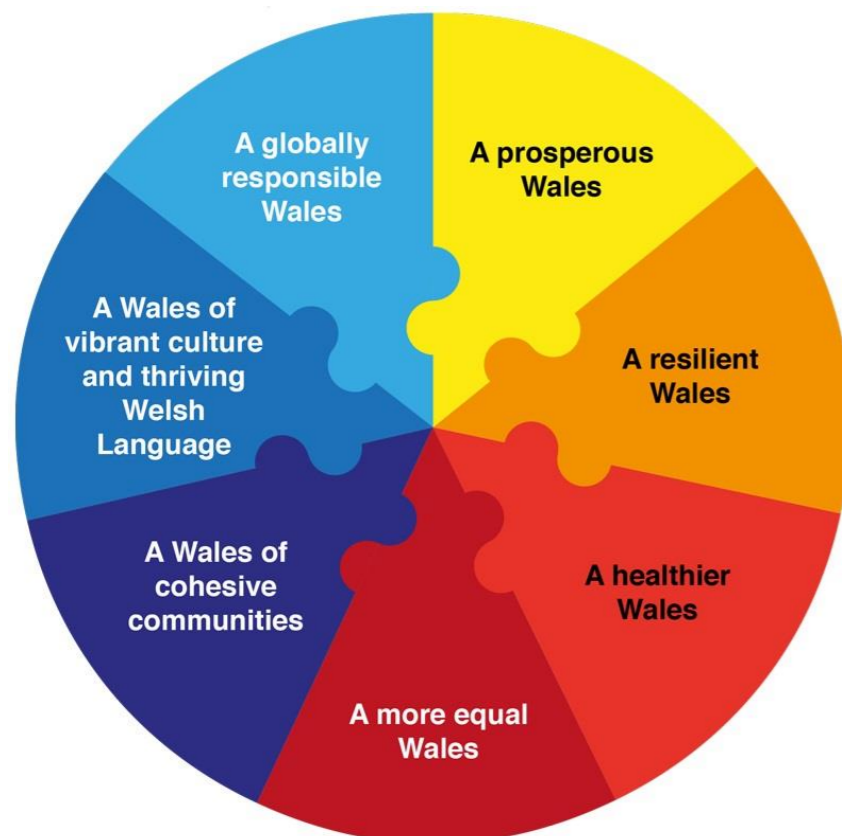 A prosperous
Wales
A resilient
Wales
A healthier
Wales
A more equal
Wales
A Wales of
cohesive
communities
A Wales of
vibrant culture
and thriving
Welsh
Language
A globally
responsible
Wales